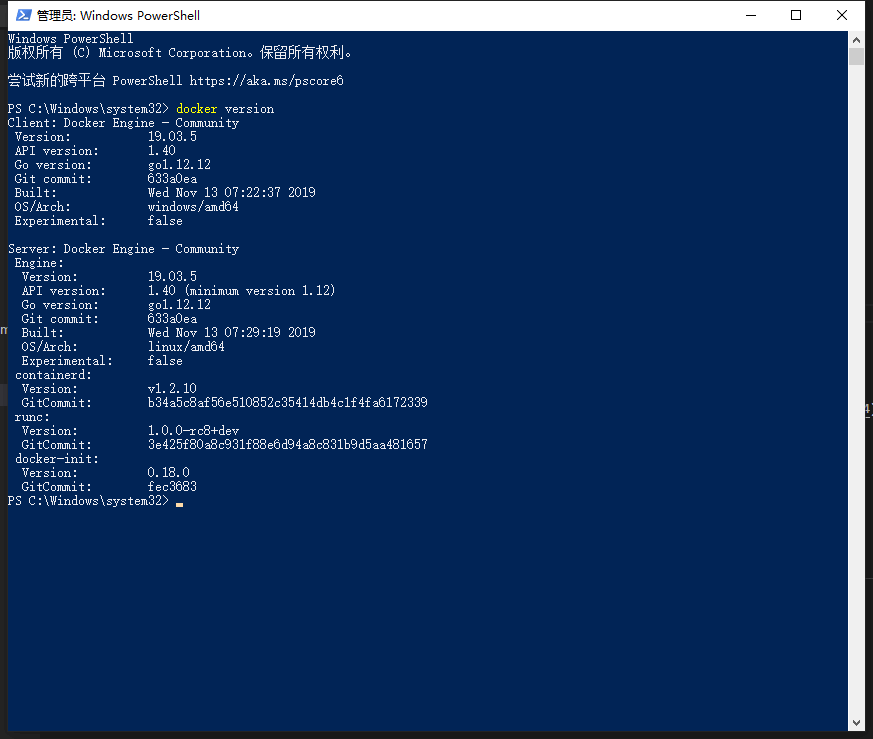 管理员: Windows PowerShell
Windows PowerShell
版权所有 (C) Microsoft Corporation。保留所有权利。
尝试新的跨平台 PowerShell https://aka.ms/pscore6
PS C:\Windows\system32> docker version
Client: Docker Engine - Community
Version: 19.03.5
API version: 1.40
Go version: go1.12.12
Git commit: 633a0ea
Built: Wed Nov 13 07:22:37 2019
OS/Arch: windows/amd64
Experimental: false
Server: Docker Engine - Community
Engine:
Version: 19.03.5
API version: 1.40 (minimum version 1.12)
Go version: go1.12.12
Git commit: 633a0ea
Built: Wed Nov 13 07:29:19 2019
OS/Arch: linux/amd64
Experimental: false
containerd:
Version: v1.2.10
GitCommit: b34a5c8af56e510852c35414db4c1f4fa6172339
runc:
Version: 1.0.0-rc8+dev
GitCommit: 3e425f80a8c931f88e6d94a8c831b9d5aa481657
docker-init:
Version: 0.18.0
GitCommit: fec3683
PS C:\Windows\system32>